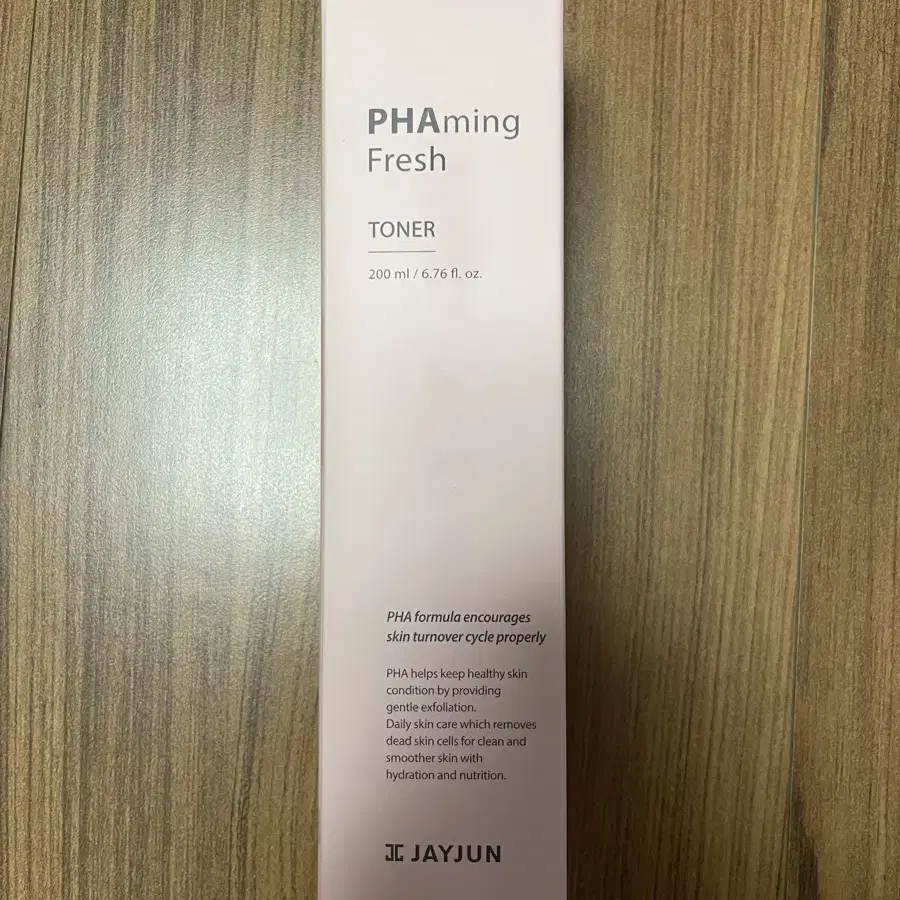 PHAming
Fresh
TONER
200 ml / 6.76 fl. oz.
PHA formula encourages
skin turnover cycle properly
PHA helps keep healthy skin
condition by providing
gentle exfoliation.
Daily skin care which removes
dead skin cells for clean and
smoother skin with
hydration and nutrition.
JAYJUN